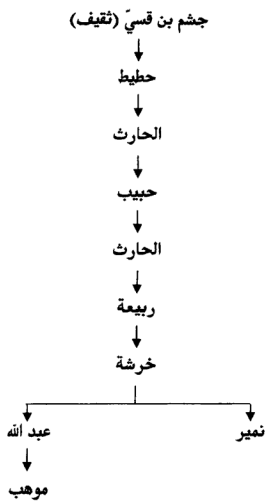 جشم بن قسيّ (ثقيف)
حطيط
الحارث
حبيب
الحارث
ربيعة
خرشة
نمير عبد الله
موهب